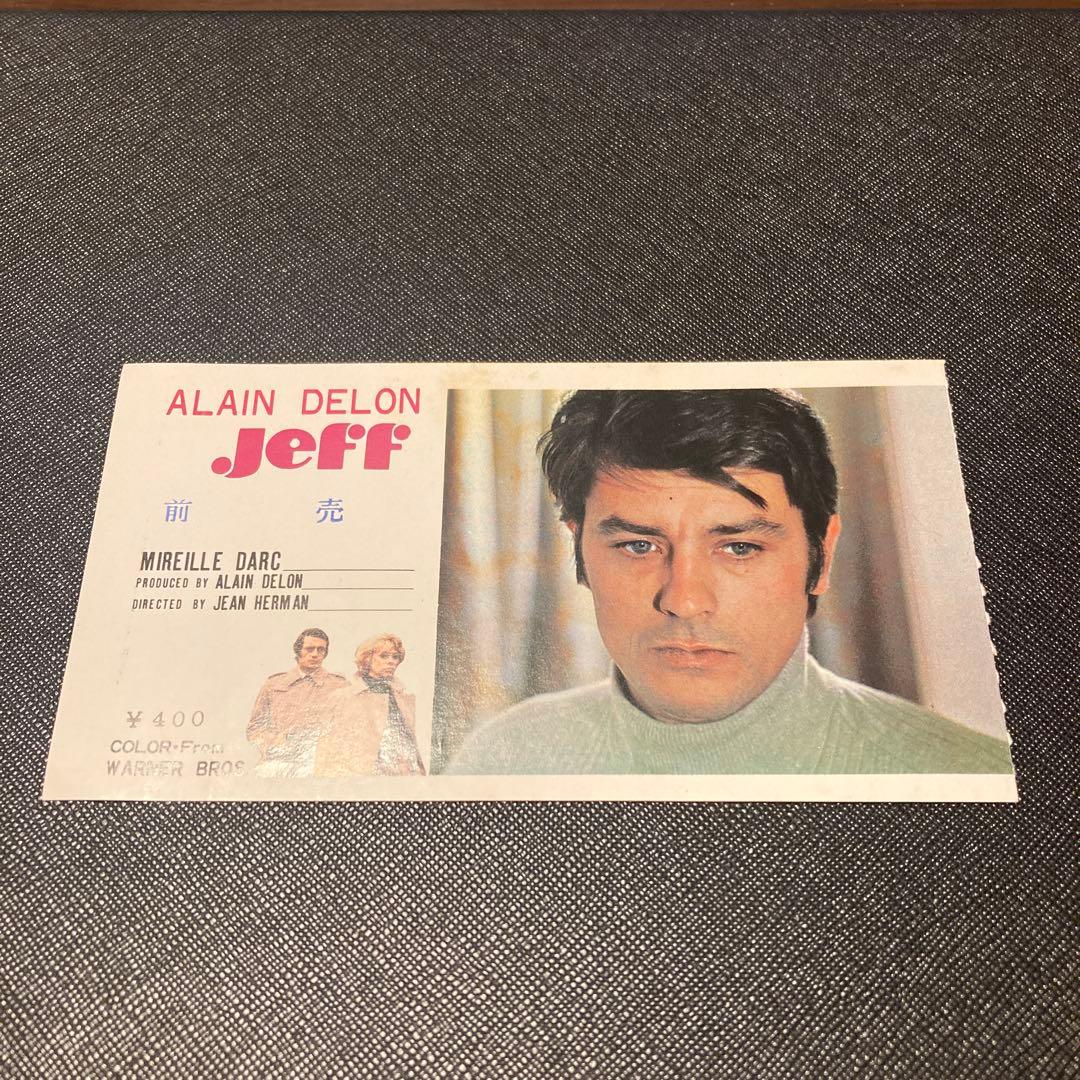 ALAIN DELON
Jeff
前 売
MIREILLE DARC
PRODUCED BY ALAIN DELON
DIRECTED BY JEAN HERMAN
¥400
COLOR・From
WARNER BROS.